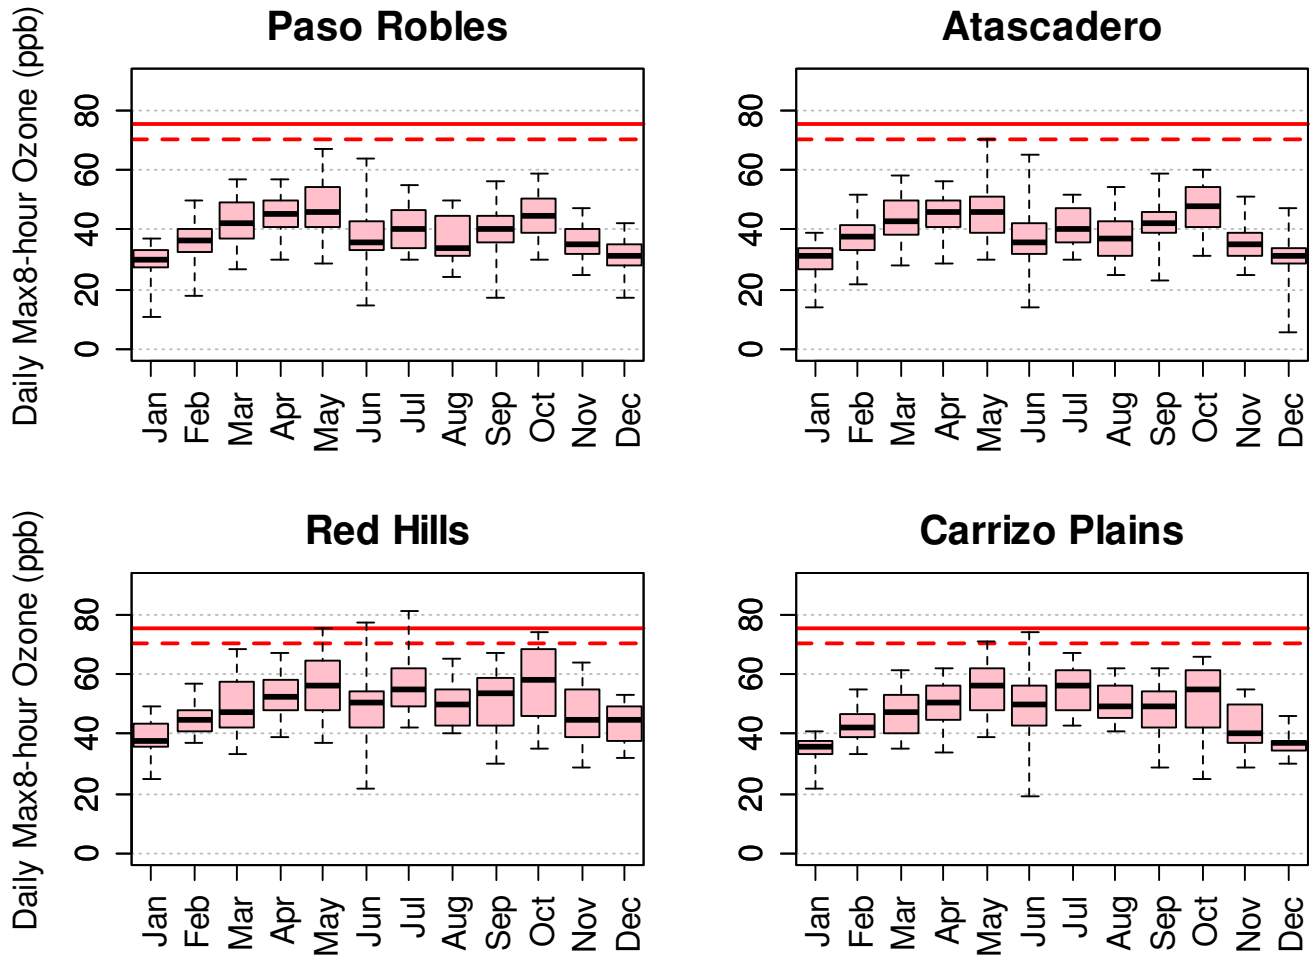 Paso Robles
Daily Max8-hour Ozone (ppb)
80
60
40
20
0
Jan Feb Mar Apr May Jun Jul Aug Sep Oct Nov Dec
Atascadero
80
60
40
20
0
Jan Feb Mar Apr May Jun Jul Aug Sep Oct Nov Dec
Red Hills
Daily Max8-hour Ozone (ppb)
80
60
40
20
0
Jan Feb Mar Apr May Jun Jul Aug Sep Oct Nov Dec
Carrizo Plains
80
60
40
20
0
Jan Feb Mar Apr May Jun Jul Aug Sep Oct Nov Dec